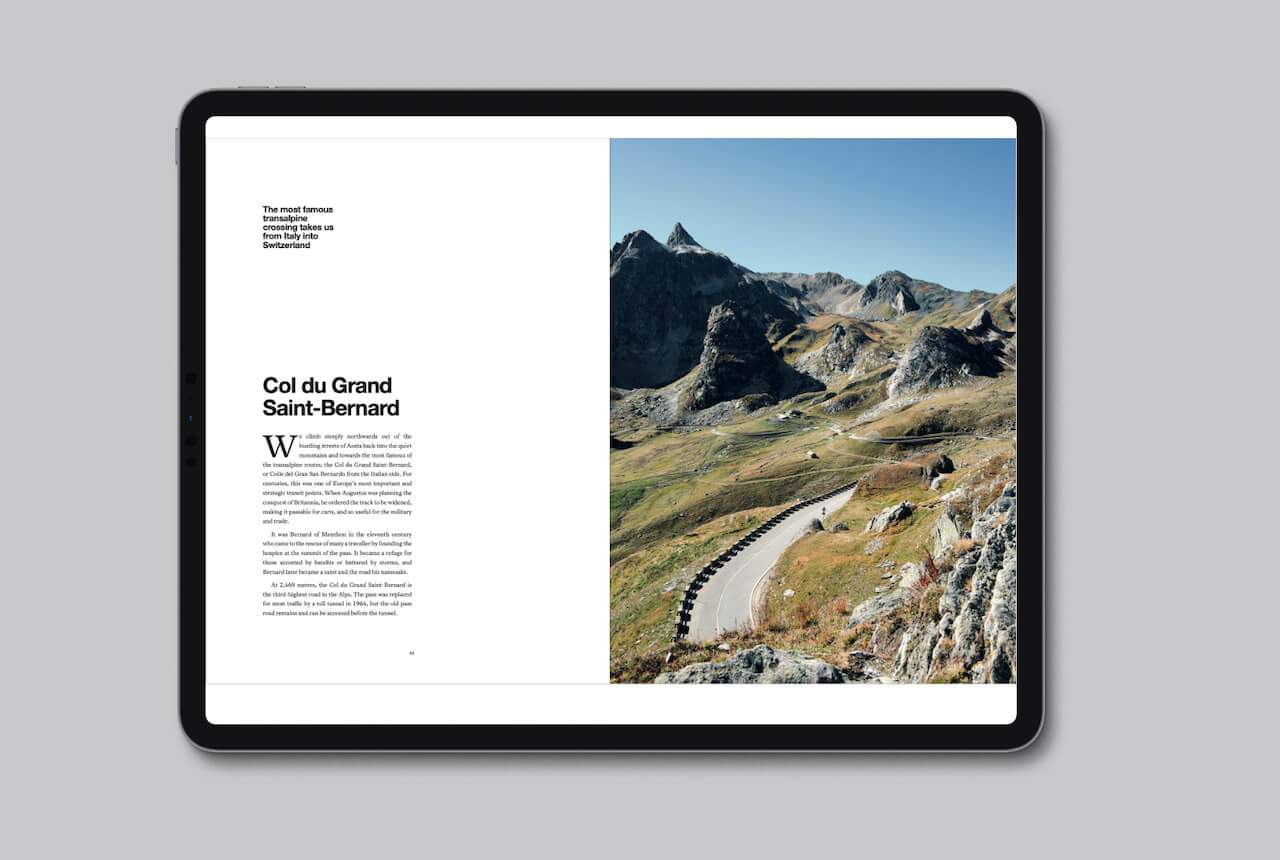 The most famous
transalpine
crossing takes us
from Italy into
Switzerland
Col du Grand
Saint-Bernard
We climb steeply northwards out of the
bustling streets of Aosta back into the quiet
mountains and towards the most famous of
the transalpine routes, the Col du Grand Saint-Bernard,
or Colle del Gran San Bernardo from the Italian side. For
centuries, this was one of Europe's most important and
strategic transit points. When Augustus was planning the
conquest of Britannia, he ordered the track to be widened,
making it passable for carts, and so useful for the military
and trade.
It was Bernard of Menthon in the eleventh century
who came to the rescue of many a traveller by founding the
hospice at the summit of the pass. It became a refuge for
those accosted by bandits or battered by storms, and
Bernard later became a saint and the road his namesake.
At 2,469 metres, the Col du Grand Saint-Bernard is
the third-highest road in the Alps. The pass was replaced
for most traffic by a toll tunnel in 1964, but the old pass
road remains and can be accessed before the tunnel.